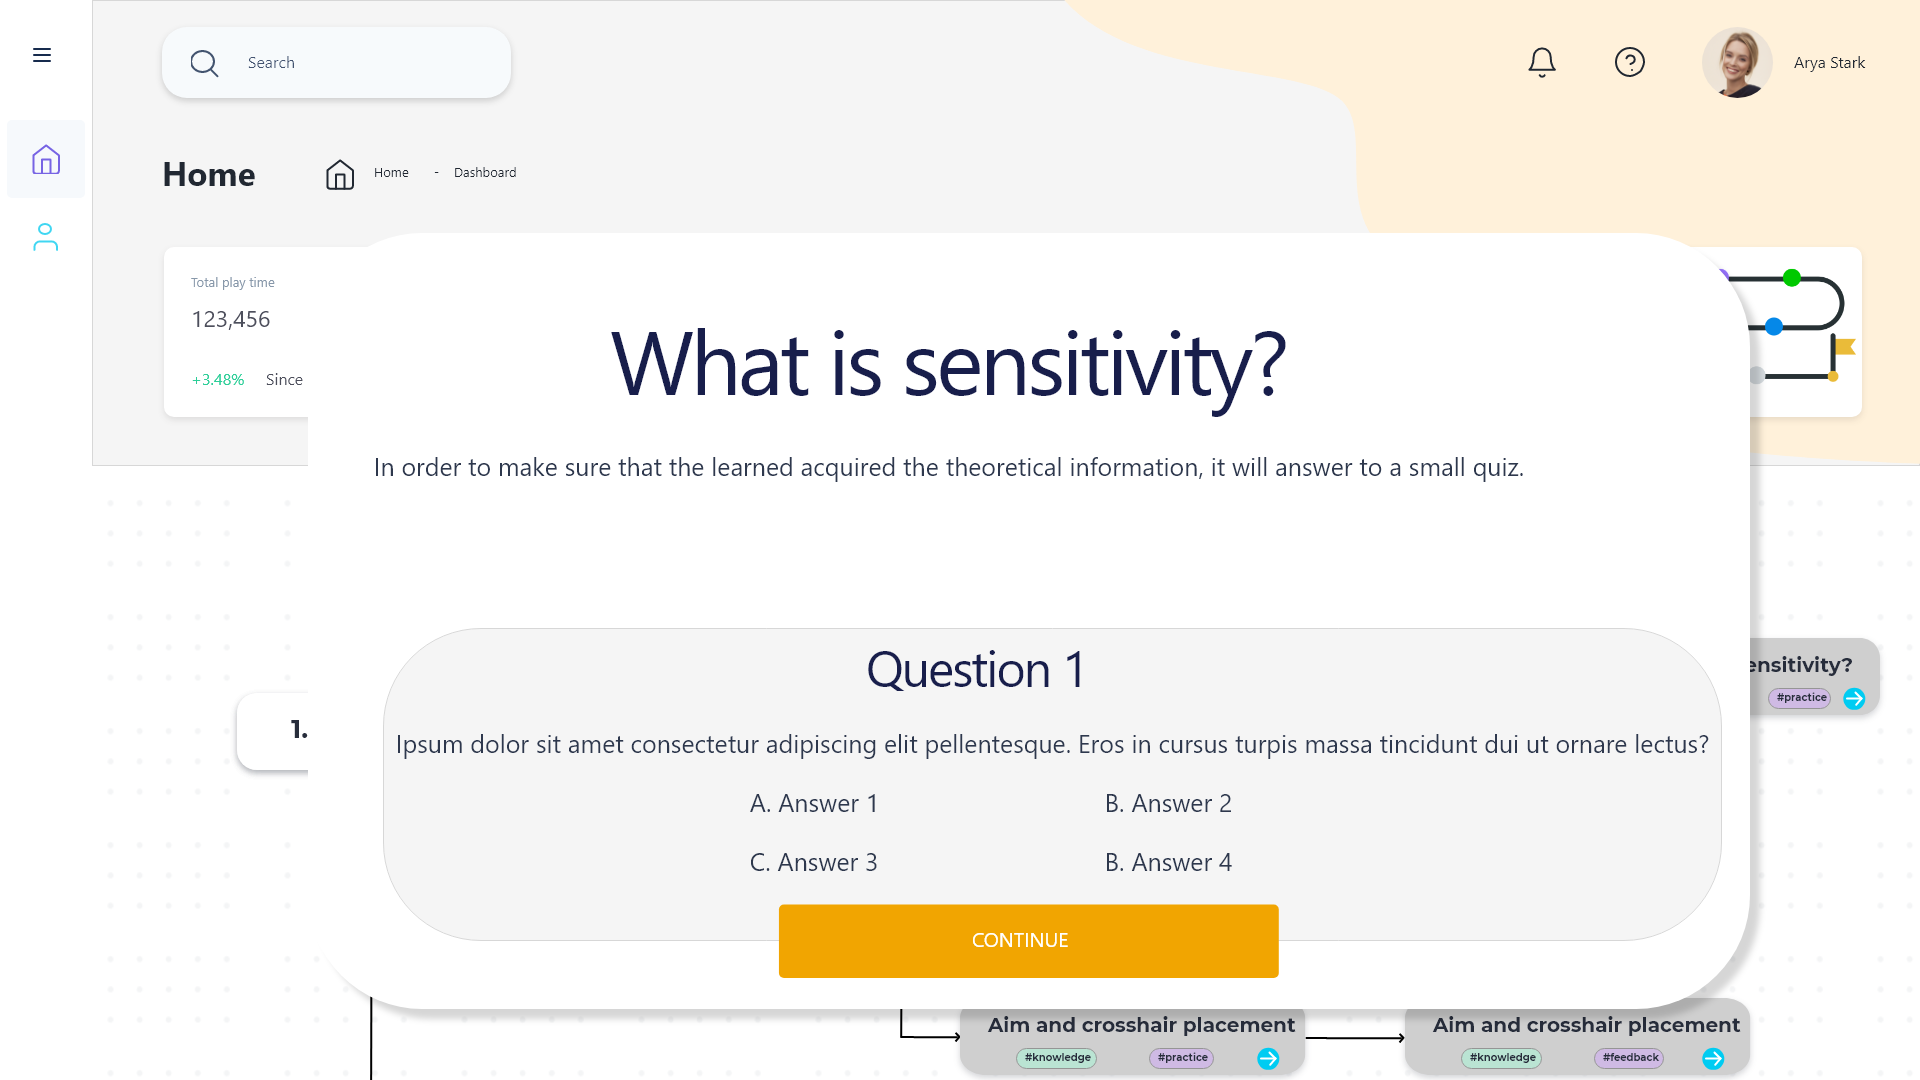 Search
Arya Stark
Home
Home - Dashboard
Total play time
123,456
+3.48% Since
What is sensitivity?
In order to make sure that the learned acquired the theoretical information, it will answer to a small quiz.
Question 1
Ipsum dolor sit amet consectetur adipiscing elit pellentesque. Eros in cursus turpis massa tincidunt dui ut ornare lectus?
A. Answer 1
B. Answer 2
C. Answer 3
B. Answer 4
CONTINUE
1.
ensitivity?
#practice
Aim and crosshair placement
#knowledge #practice
Aim and crosshair placement
#knowledge #feedback